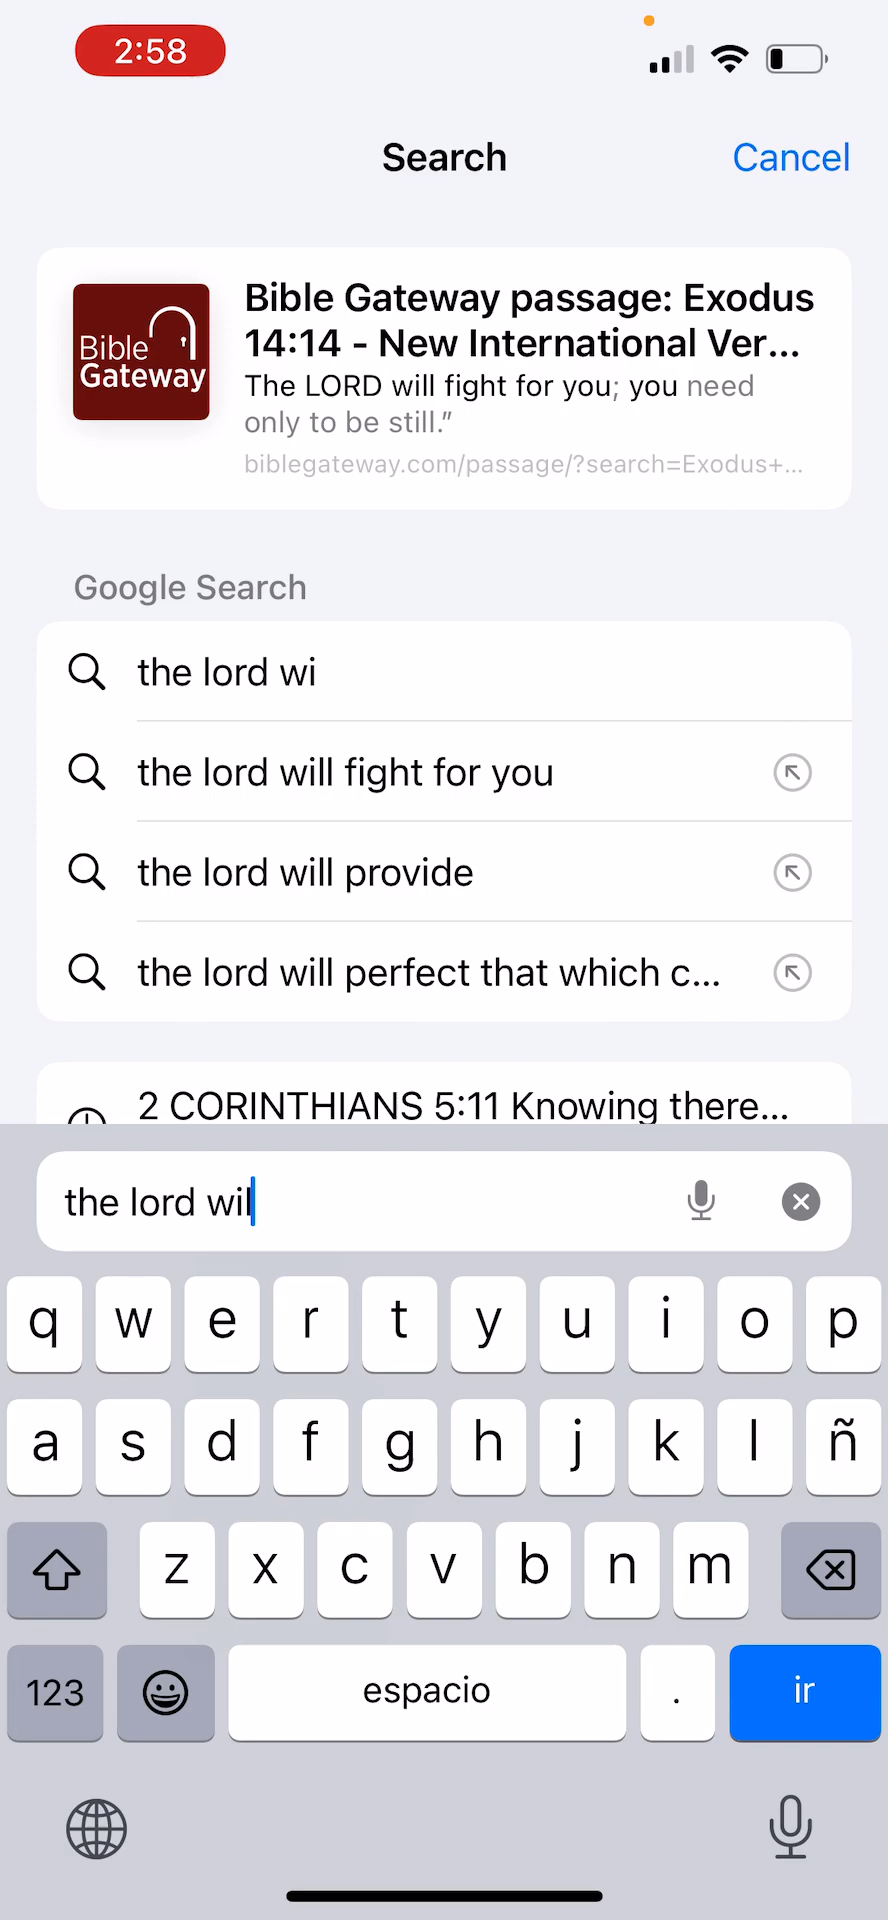 2:58
Search
Cancel
Bible Gateway
Bible Gateway passage: Exodus
14:14 - New International Ver...
The LORD will fight for you; you need
only to be still.”
biblegateway.com/passage/?search=Exodus+...
Google Search
the lord wi
the lord will fight for you
the lord will provide
the lord will perfect that which c...
2 CORINTHIANS 5:11 Knowing there...
the lord wil
q w e r t y u i o p
a s d f g h j k l ñ
z x c v b n m
123 espacio . ir